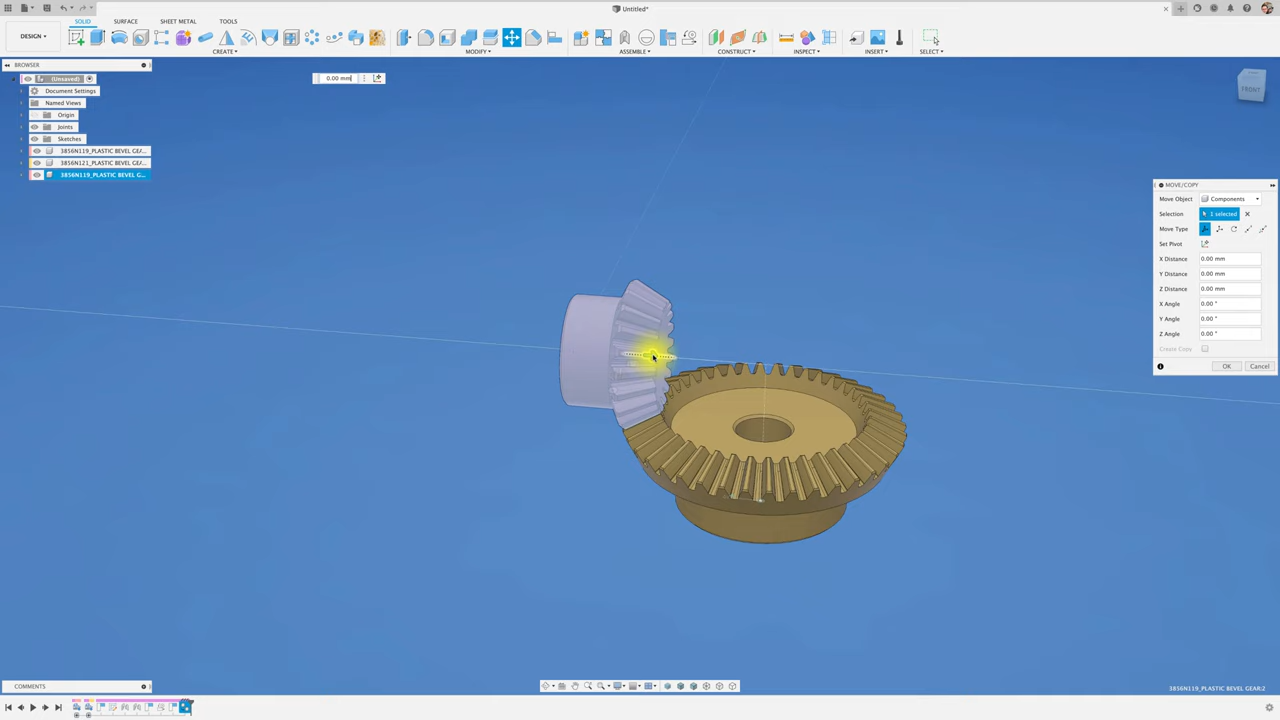 Untitled*
DESIGN
SOLID
SURFACE
SHEET METAL
TOOLS
CREATE
MODIFY
ASSEMBLE
CONSTRUCT
INSPECT
INSERT
SELECT
BROWSER
(Unsaved)
Document Settings
Named Views
Origin
Joints
Sketches
3856N119_PLASTIC BEVEL GEA...
3856N121_PLASTIC BEVEL GEA...
3856N119_PLASTIC BEVEL G...
0.00 mm
FRONT
MOVE/COPY
Move Object Components
Selection 1 selected
Move Type
Set Pivot
X Distance 0.00 mm
Y Distance 0.00 mm
Z Distance 0.00 mm
X Angle 0.00 °
Y Angle 0.00 °
Z Angle 0.00 °
Create Copy
OK Cancel
COMMENTS
3856N119_PLASTIC BEVEL GEAR:2